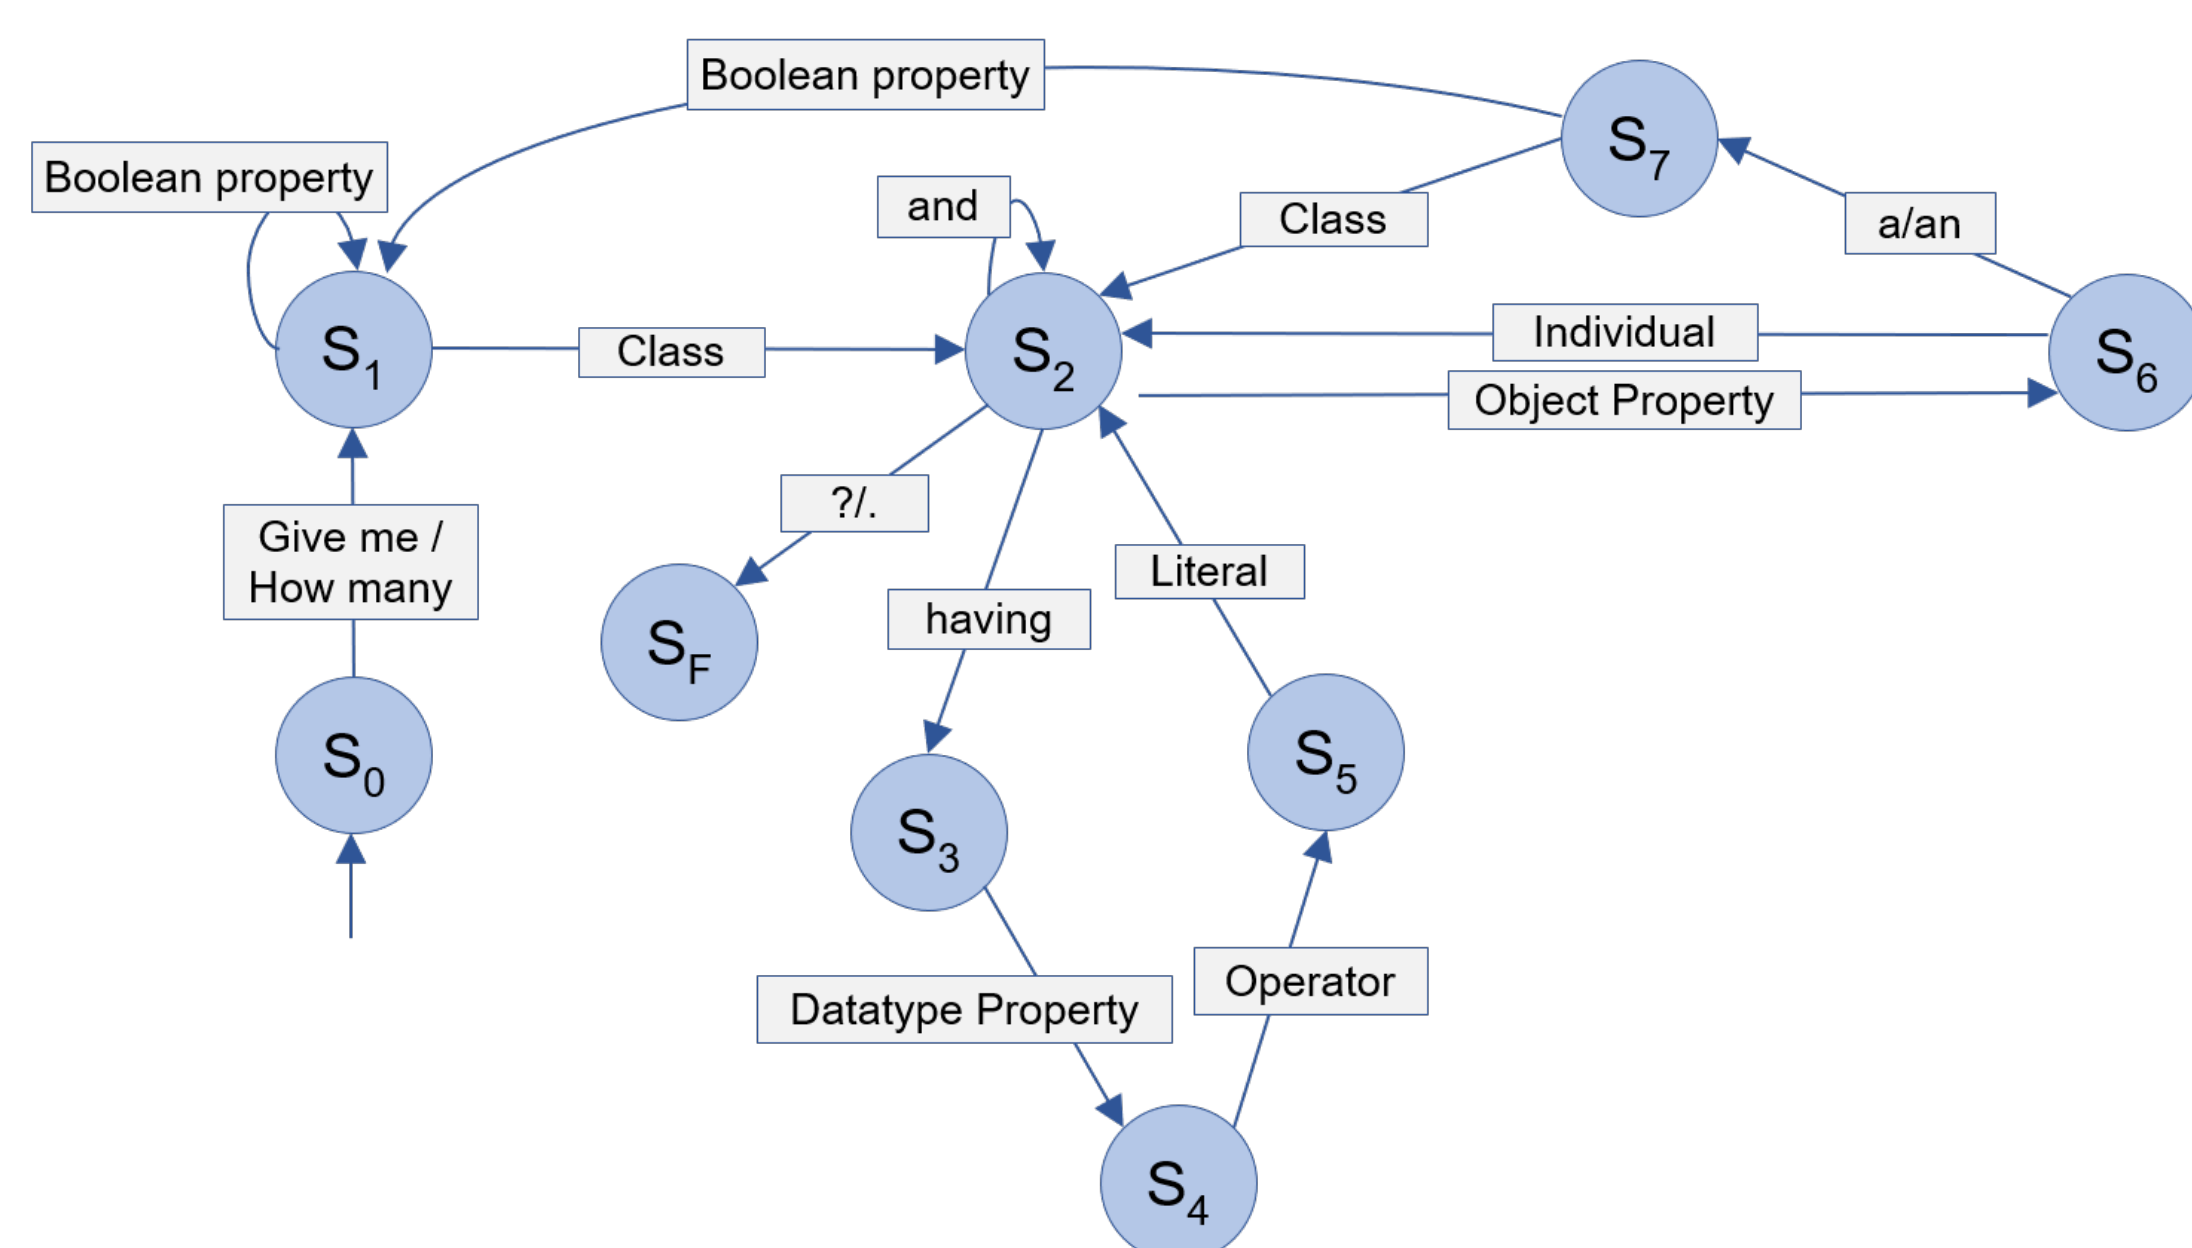 Boolean property
S7
Boolean property
and
Class
a/an
S1
Class
S2
Individual
Object Property
S6
?/.
Give me /
How many
Literal
having
SF
S0
S5
S3
Datatype Property
Operator
S4